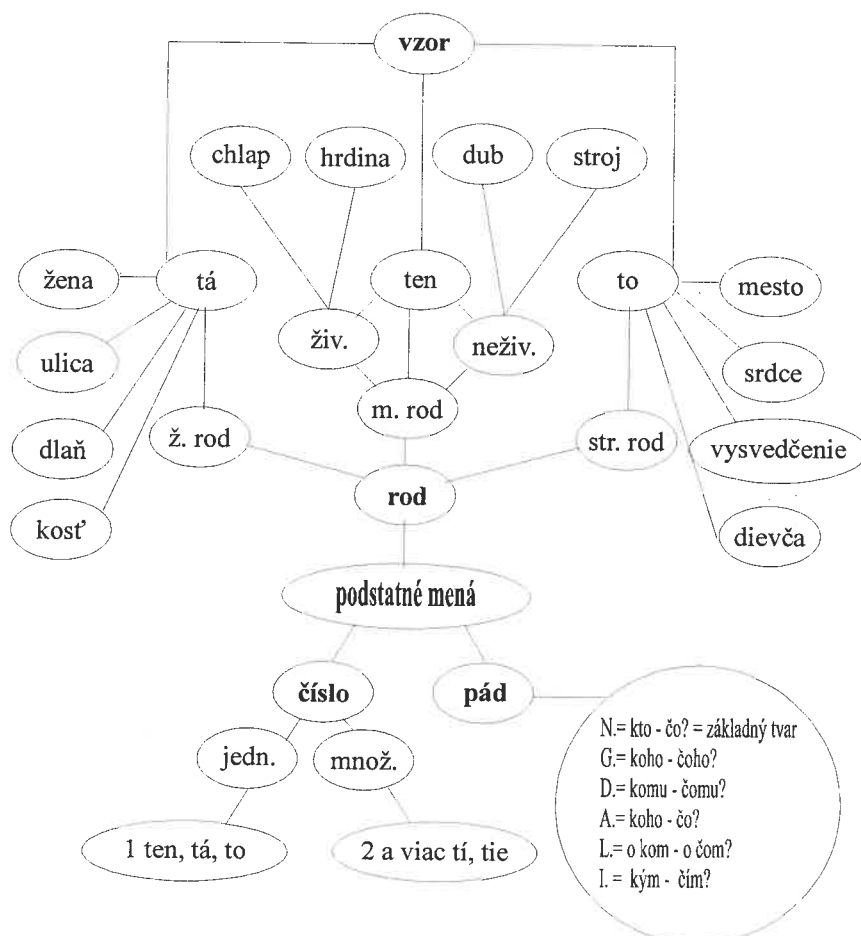 vzor
chlap
hrdina
dub
stroj
žena
tá
ten
to
mesto
živ.
neživ.
ulica
srdce
m. rod
dlaň
ž. rod
str. rod
vysvedčenie
rod
kosť
dievča
podstatné mená
číslo
pád
jedn.
množ.
1 ten, tá, to
2 a viac tí, tie
N.= kto - čo? = základný tvar
G.= koho - čoho?
D.= komu - čomu?
A.= koho - čo?
L.= o kom - o čom?
I. = kým - čím?